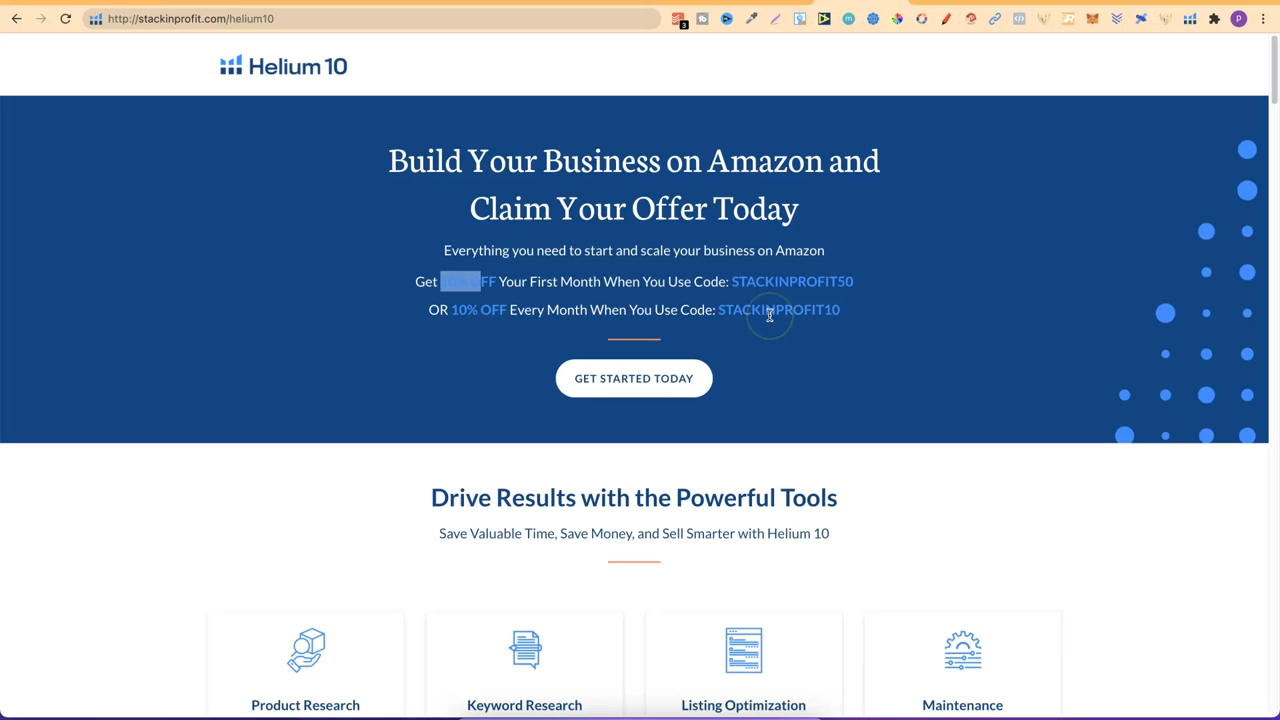 http://stackinprofit.com/helium10
3
p
Helium 10
Build Your Business on Amazon and
Claim Your Offer Today
Everything you need to start and scale your business on Amazon
Get OFF Your First Month When You Use Code: STACKINPROFIT50
OR 10% OFF Every Month When You Use Code: STACKINPROFIT10
GET STARTED TODAY
Drive Results with the Powerful Tools
Save Valuable Time, Save Money, and Sell Smarter with Helium 10
Product Research
Keyword Research
Listing Optimization
Maintenance